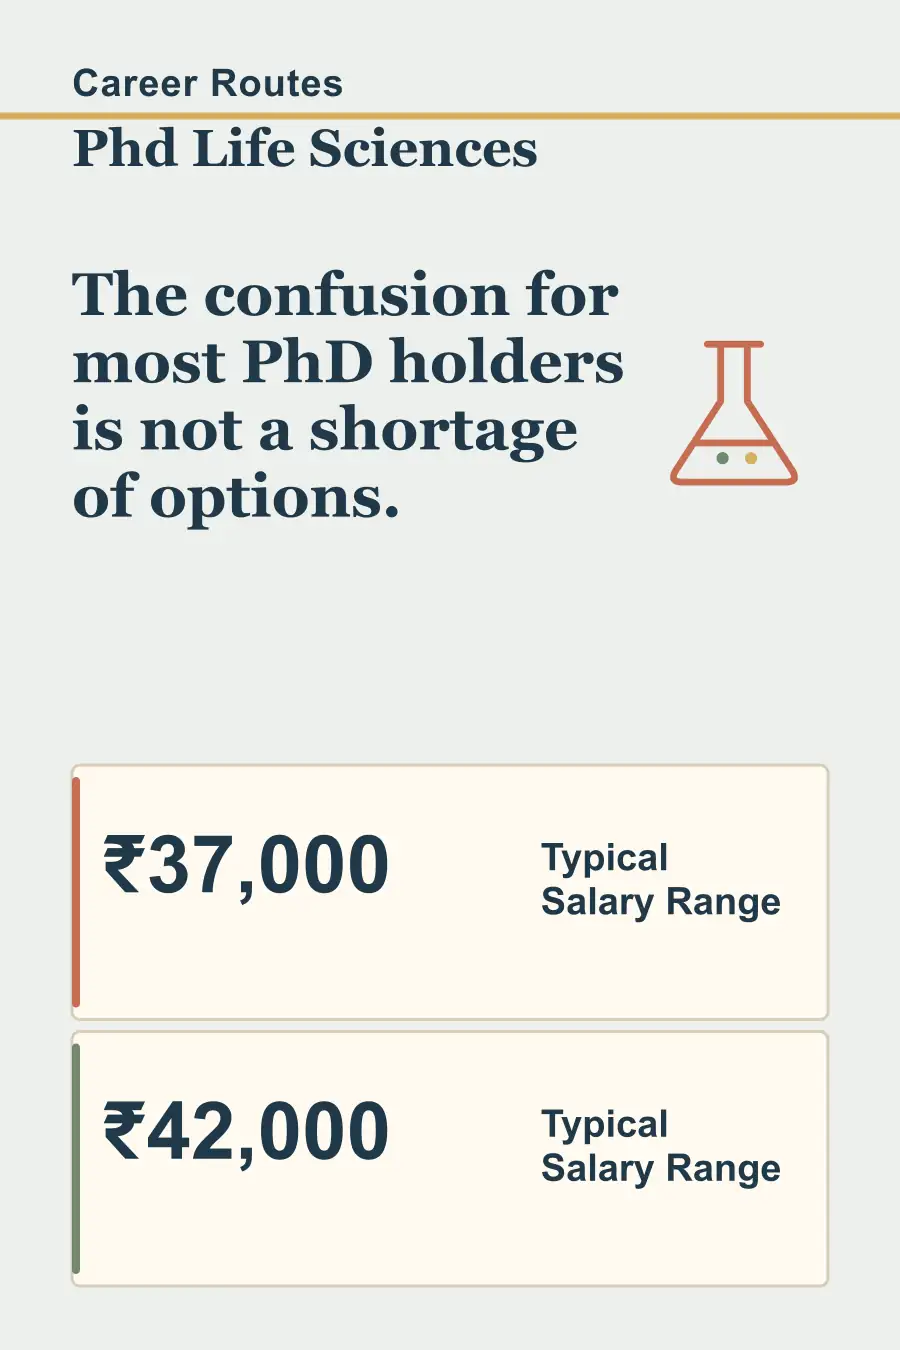 Career Routes
Phd Life Sciences
The confusion for
most PhD holders
is not a shortage
of options.
₹37,000
Typical
Salary Range
₹42,000
Typical
Salary Range